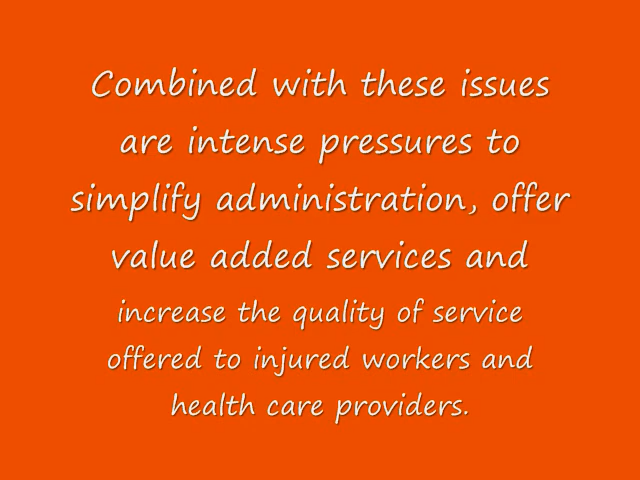 Combined with these issues
are intense pressures to
simplify administration, offer
value added services and
increase the quality of service
offered to injured workers and
health care providers.